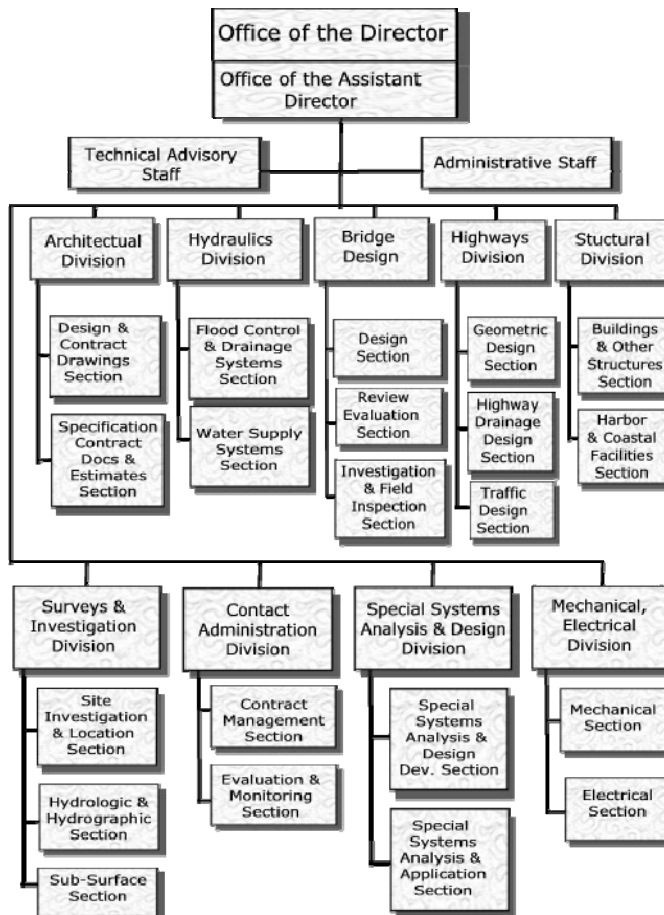 Office of the Director
Office of the Assistant
Director
Technical Advisory
Staff
Administrative Staff
Architectual
Division
Hydraulics
Division
Bridge
Design
Highways
Division
Stuctural
Division
Design &
Contract
Drawings
Section
Specification
Contract
Docs &
Estimates
Section
Flood Control
& Drainage
Systems
Section
Water Supply
Systems
Section
Design
Section
Review
Evaluation
Section
Investigation
& Field
Inspection
Section
Geometric
Design
Section
Highway
Drainage
Design
Section
Traffic
Design
Section
Buildings
& Other
Structures
Section
Harbor
& Coastal
Facilities
Section
Surveys &
Investigation
Division
Contact
Administration
Division
Special Systems
Analysis & Design
Division
Mechanical,
Electrical
Division
Site
Investigation
& Location
Section
Hydrologic &
Hydrographic
Section
Sub-Surface
Section
Contract
Management
Section
Evaluation &
Monitoring
Section
Special
Systems
Analysis &
Design
Dev. Section
Special
Systems
Analysis &
Application
Section
Mechanical
Section
Electrical
Section